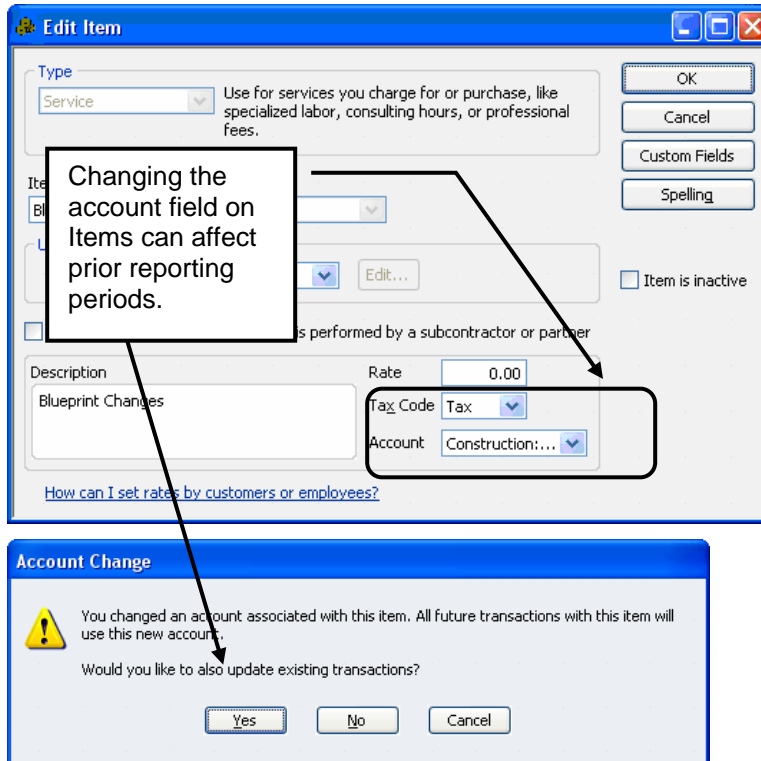 Edit Item
Type
Service
Use for services you charge for or purchase, like
specialized labor, consulting hours, or professional
fees.
OK
Cancel
Custom Fields
Spelling
Changing the
account field on
Items can affect
prior reporting
periods.
Edit...
Item is inactive
is performed by a subcontractor or partner
Description
Blueprint Changes
Rate
0.00
Tax Code
Tax
Account
Construction:...
How can I set rates by customers or employees?
Account Change
You changed an account associated with this item. All future transactions with this item will
use this new account.
Would you like to also update existing transactions?
Yes
No
Cancel